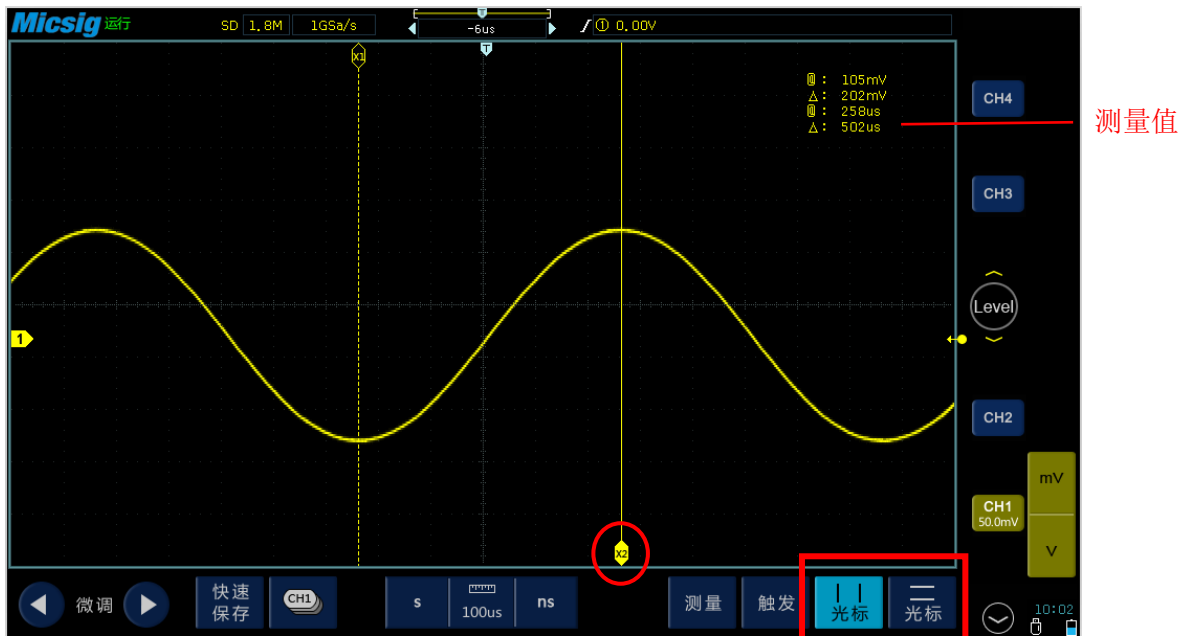 Micsig 运行 SD 1.8M 1GSa/s -6us ① 0.00V
T
T
X1
@: 105mV
△: 202mV
@: 258us
△: 502us
测量值
CH4
CH3
Level
1
CH2
mV
CH1
50.0mV
V
X2
微调
快速
保存
CH1
s
100us
ns
测量
触发
光标
光标
10:02